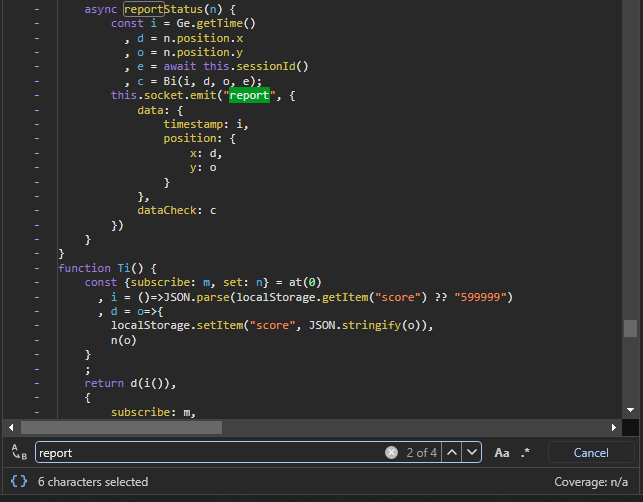 - async reportStatus(n) {
- const i = Ge.getTime()
- , d = n.position.x
- , o = n.position.y
- , e = await this.sessionId()
- , c = Bi(i, d, o, e);
- this.socket.emit("report", {
- data: {
- timestamp: i,
- position: {
- x: d,
- y: o
- }
- },
- dataCheck: c
- })
- }
- }
- function Ti() {
- const {subscribe: m, set: n} = at(0)
- , i = ()=>JSON.parse(localStorage.getItem("score") ?? "599999")
- , d = o=>{
- localStorage.setItem("score", JSON.stringify(o)),
- n(o)
- }
- ;
- return d(i()),
- {
- subscribe: m,
A B report 2 of 4 Aa .* Cancel
{} 6 characters selected Coverage: n/a